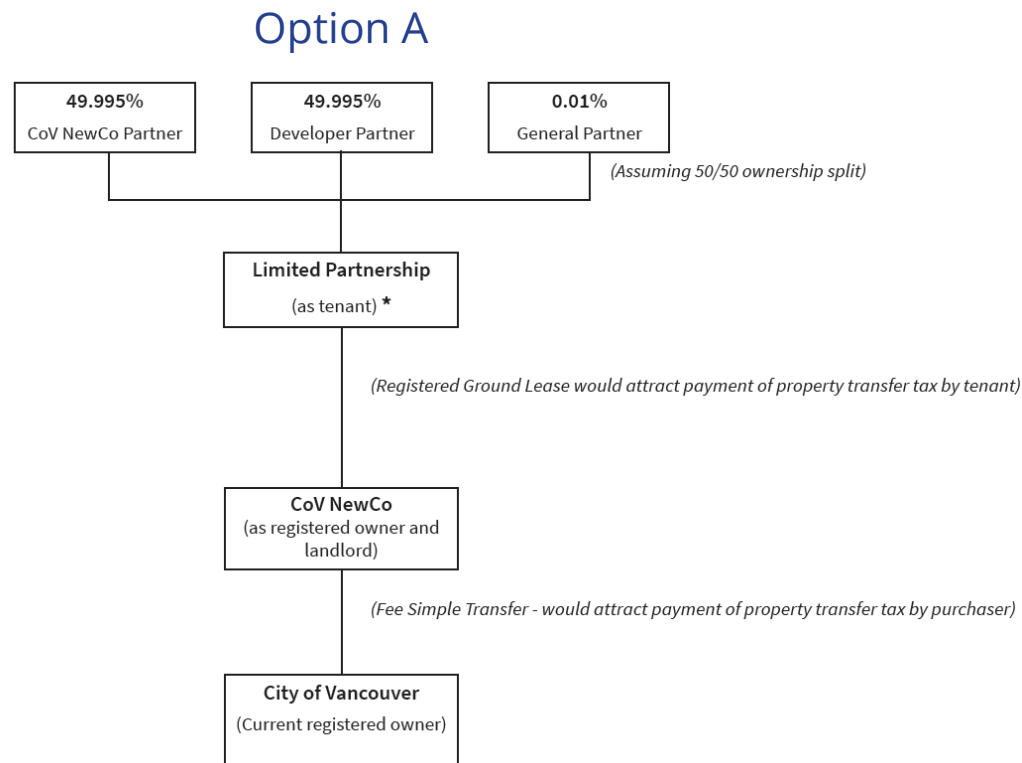 Option A
49.995%
CoV NewCo Partner
49.995%
Developer Partner
0.01%
General Partner
(Assuming 50/50 ownership split)
Limited Partnership
(as tenant) *
(Registered Ground Lease would attract payment of property transfer tax by tenant)
CoV NewCo
(as registered owner and
landlord)
(Fee Simple Transfer - would attract payment of property transfer tax by purchaser)
City of Vancouver
(Current registered owner)